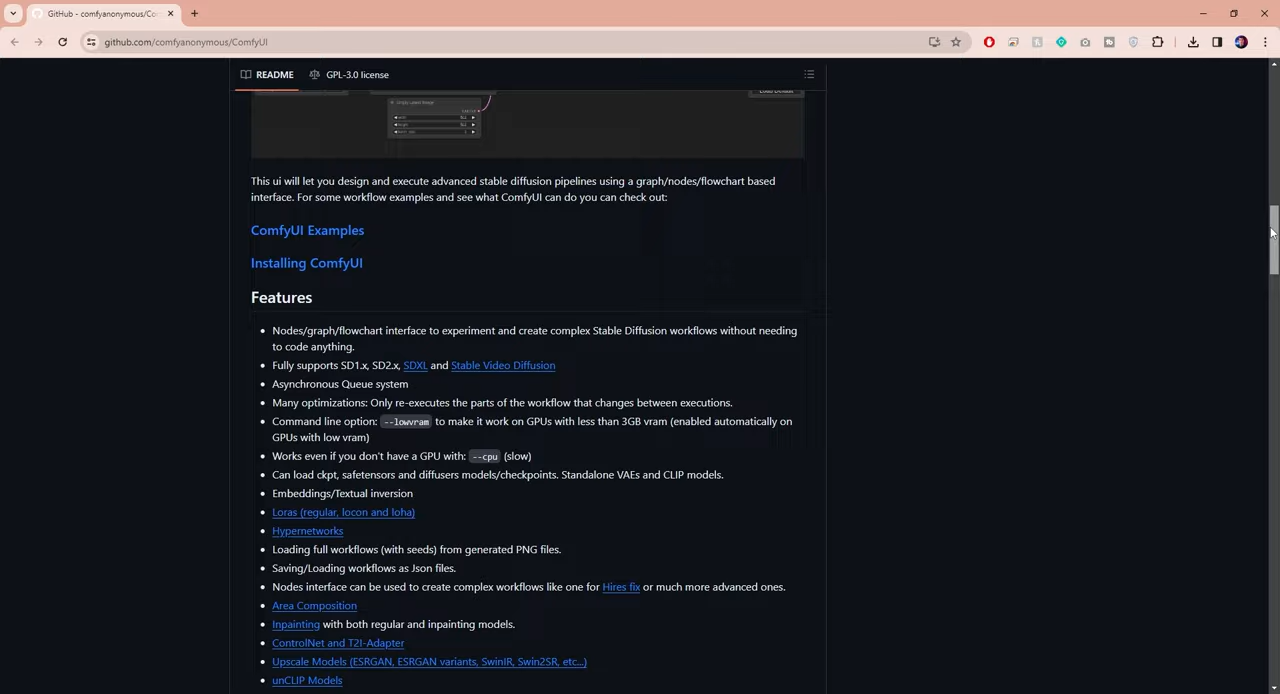 GitHub - comfyanonymous/Co
github.com/comfyanonymous/ComfyUI
README
GPL-3.0 license
This ui will let you design and execute advanced stable diffusion pipelines using a graph/nodes/flowchart based
interface. For some workflow examples and see what ComfyUI can do you can check out:
ComfyUI Examples
Installing ComfyUI
Features
Nodes/graph/flowchart interface to experiment and create complex Stable Diffusion workflows without needing
to code anything.
Fully supports SD1.x, SD2.x, SDXL and Stable Video Diffusion
Asynchronous Queue system
Many optimizations: Only re-executes the parts of the workflow that changes between executions.
Command line option: --lowvram to make it work on GPUs with less than 3GB vram (enabled automatically on
GPUs with low vram)
Works even if you don't have a GPU with: --cpu (slow)
Can load ckpt, safetensors and diffusers models/checkpoints. Standalone VAEs and CLIP models.
Embeddings/Textual inversion
Loras (regular, locon and loha)
Hypernetworks
Loading full workflows (with seeds) from generated PNG files.
Saving/Loading workflows as Json files.
Nodes interface can be used to create complex workflows like one for Hires fix or much more advanced ones.
Area Composition
Inpainting with both regular and inpainting models.
ControlNet and T2I-Adapter
Upscale Models (ESRGAN, ESRGAN variants, SwinIR, Swin2SR, etc...)
unCLIP Models